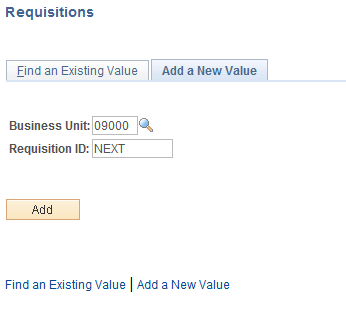 Requisitions
Find an Existing Value Add a New Value
Business Unit: 09000
Requisition ID: NEXT
Add
Find an Existing Value | Add a New Value